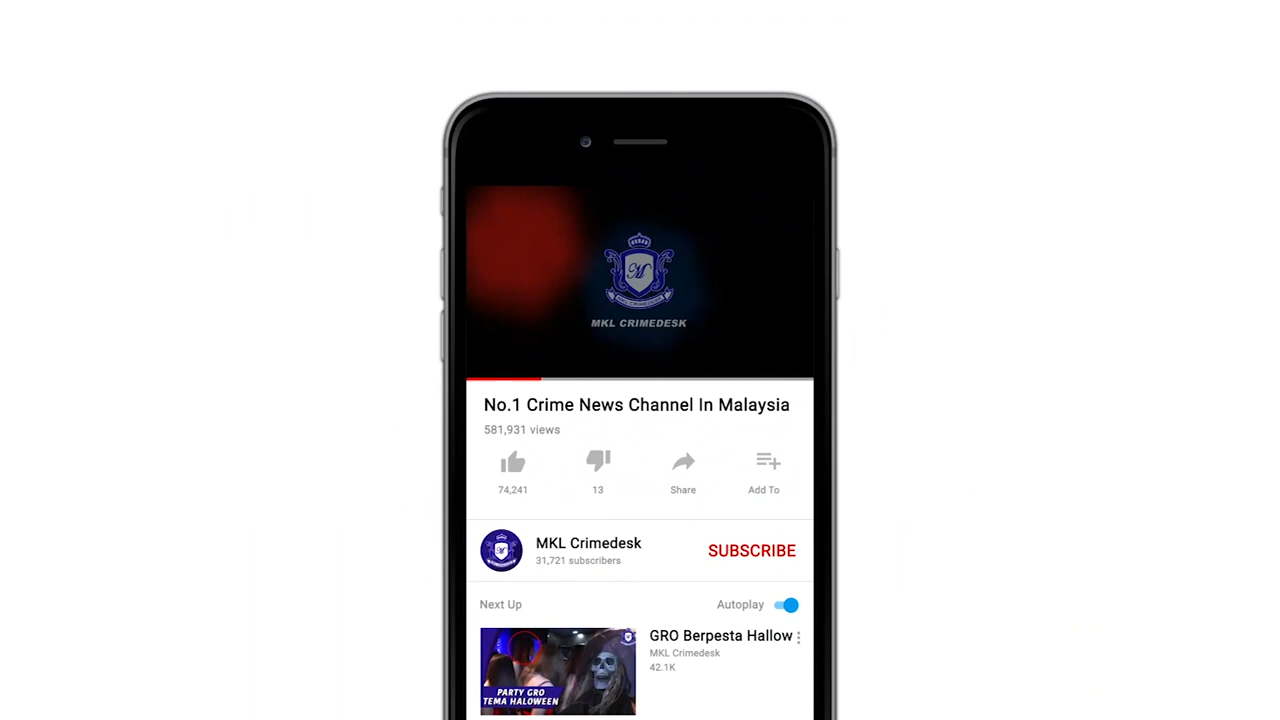 MKL CRIMEDESK
No.1 Crime News Channel In Malaysia
581,931 views
74,241
13
Share
Add To
MKL Crimedesk
31,721 subscribers
SUBSCRIBE
Next Up
Autoplay
GRO Berpesta Hallow
MKL Crimedesk
42.1K
PARTY GRO
TEMA HALOWEEN